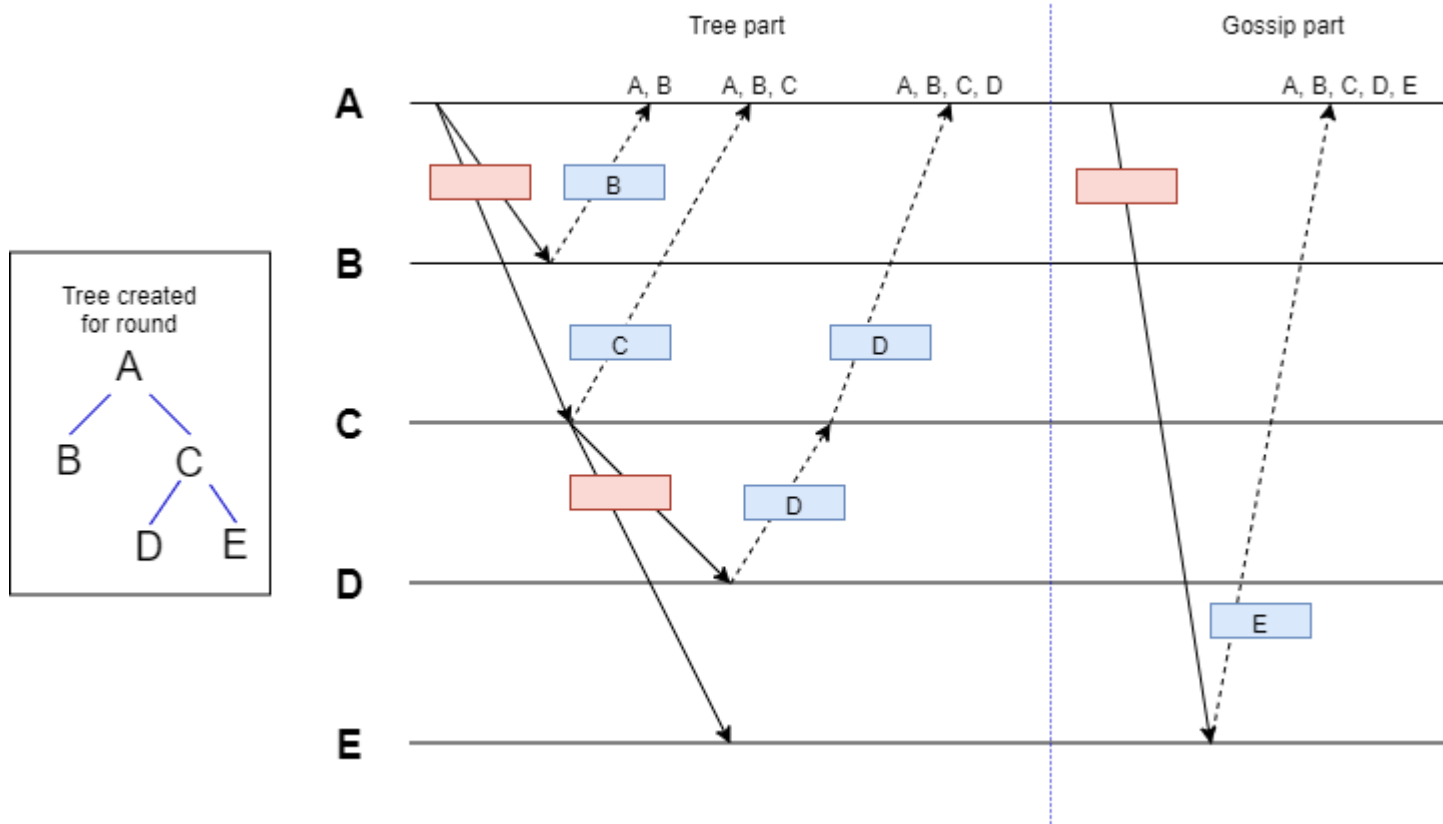 Tree part
Gossip part
A, B
A, B, C
A, B, C, D
A, B, C, D, E
A
B
B
C
D
C
D
D
E
E
Tree created
for round
A
B
C
D
E